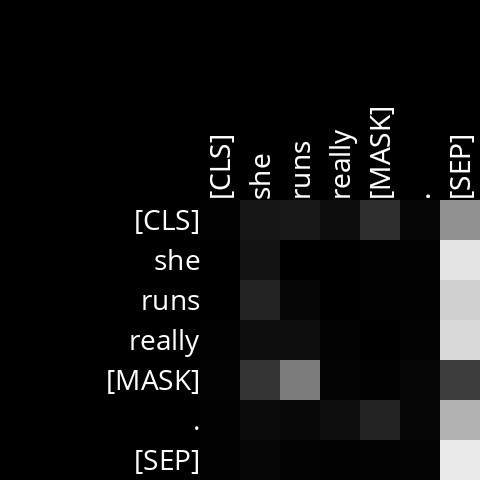 [CLS] she runs really [MASK] . [SEP]
[CLS]
she
runs
really
[MASK]
.
[SEP]